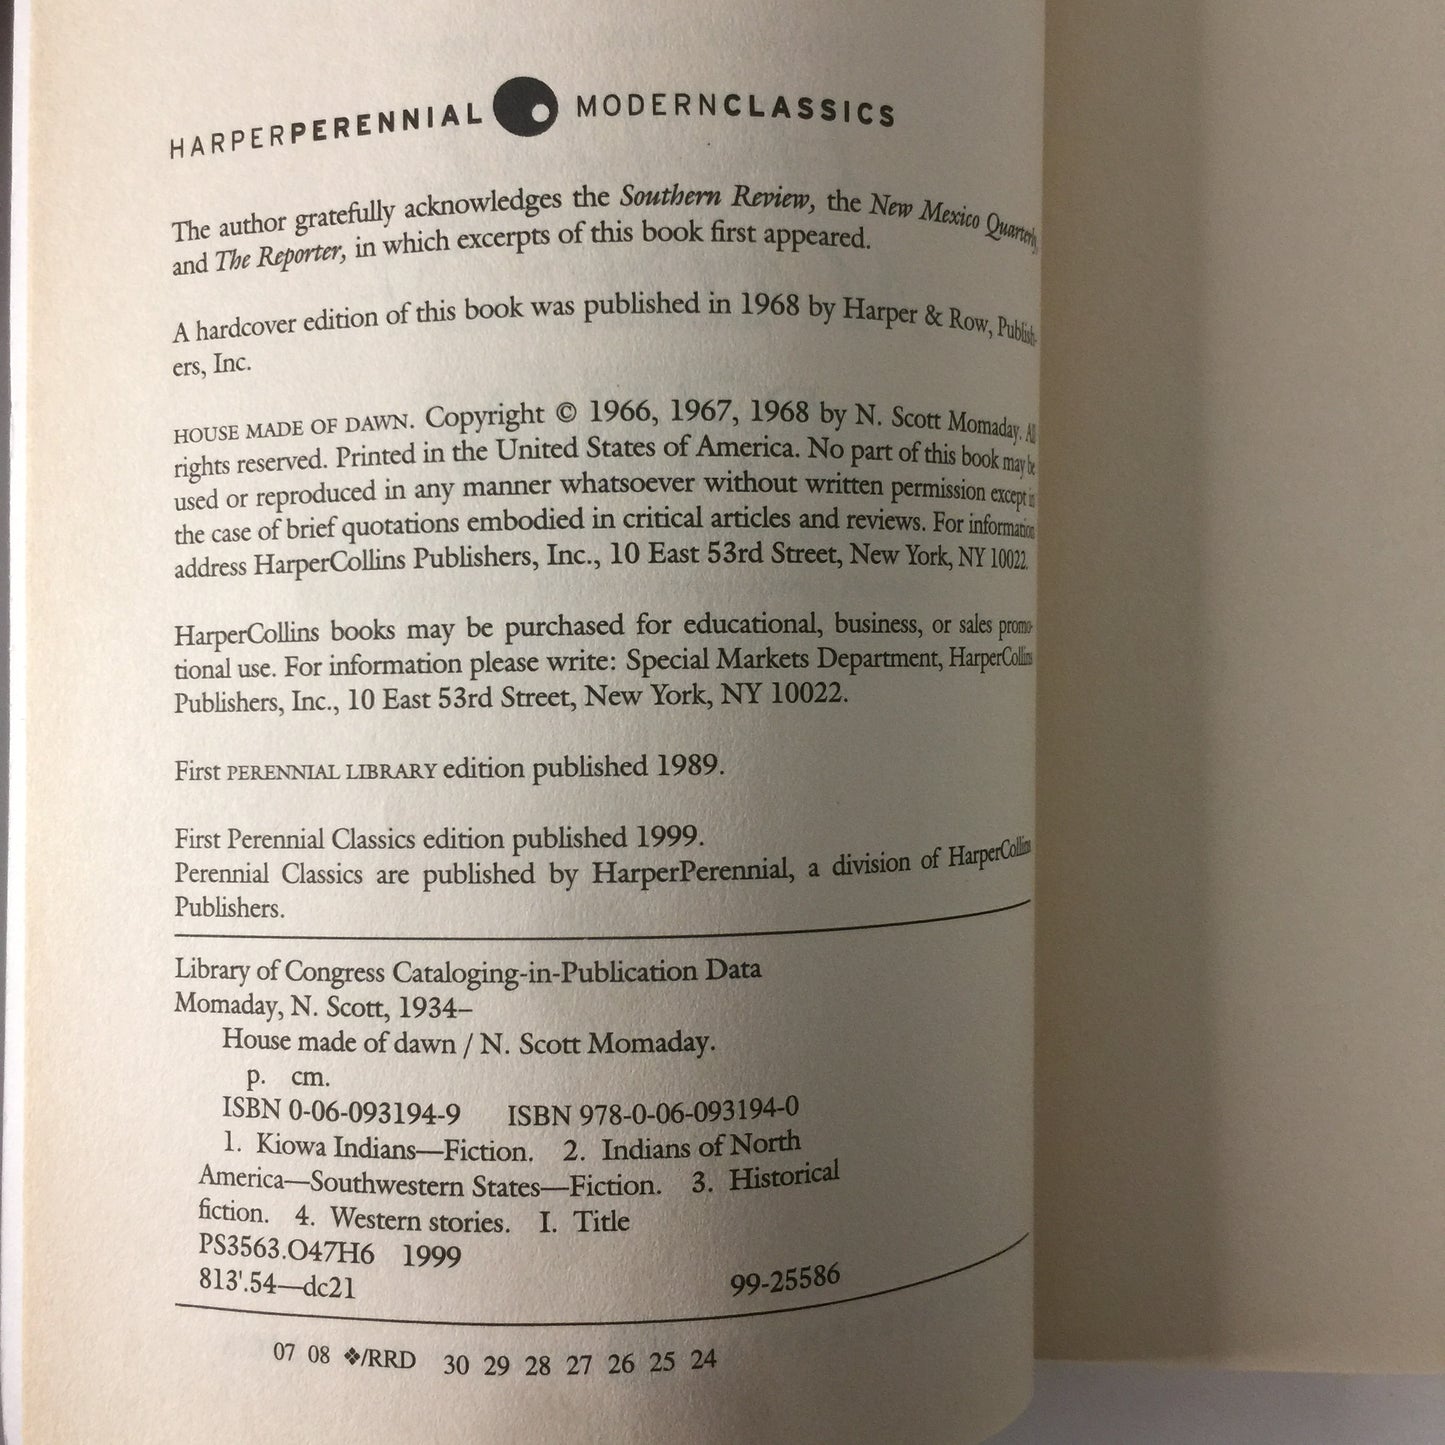 HARPERPERENNIAL MODERNCLASSICS
The author gratefully acknowledges the Southern Review, the New Mexico Quarterly,
and The Reporter, in which excerpts of this book first appeared.
A hardcover edition of this book was published in 1968 by Harper & Row, Publish-
ers, Inc.
HOUSE MADE OF DAWN. Copyright © 1966, 1967, 1968 by N. Scott Momaday. All
rights reserved. Printed in the United States of America. No part of this book may be
used or reproduced in any manner whatsoever without written permission except in
the case of brief quotations embodied in critical articles and reviews. For information
address HarperCollins Publishers, Inc., 10 East 53rd Street, New York, NY 10022.
HarperCollins books may be purchased for educational, business, or sales promo-
tional use. For information please write: Special Markets Department, HarperCollins
Publishers, Inc., 10 East 53rd Street, New York, NY 10022.
First PERENNIAL LIBRARY edition published 1989.
First Perennial Classics edition published 1999.
Perennial Classics are published by HarperPerennial, a division of HarperCollins
Publishers.
Library of Congress Cataloging-in-Publication Data
Momaday, N. Scott, 1934–
House made of dawn / N. Scott Momaday.
p. cm.
ISBN 0-06-093194-9 ISBN 978-0-06-093194-0
1. Kiowa Indians—Fiction. 2. Indians of North
America—Southwestern States—Fiction. 3. Historical
fiction. 4. Western stories. I. Title
PS3563.O47H6 1999
813'.54—dc21 99-25586
07 08 ❖/RRD 30 29 28 27 26 25 24